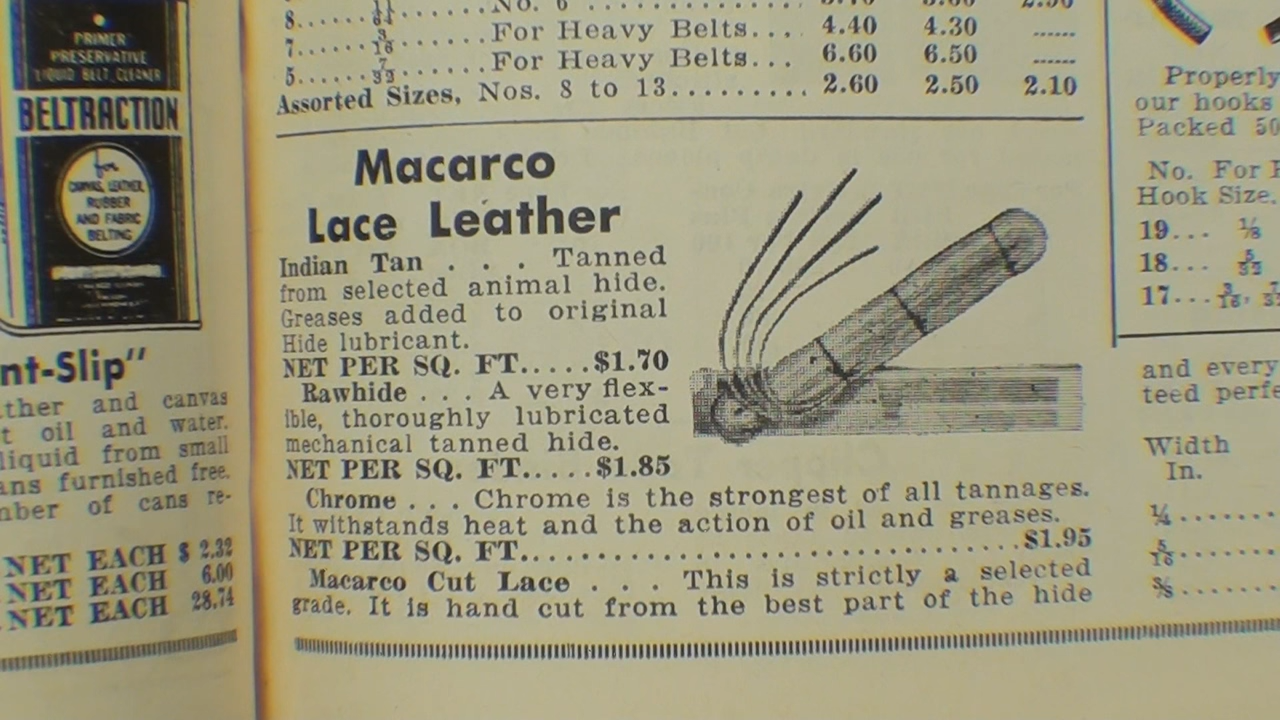 PRIMER
PRESERVATIVE
LIQUID BELT CLEANER
BELTRACTION
for
CANVAS, LEATHER,
RUBBER
AND FABRIC
BELTING
nt-Slip"
ther and canvas
t oil and water.
liquid from small
ans furnished free.
mber of cans re-
NET EACH $ 2.32
NET EACH 6.00
NET EACH 28.74
8
7......3/16......For Heavy Belts.... 4.40 4.30 ......
5......7/32......For Heavy Belts... 6.60 6.50 ......
Assorted Sizes, Nos. 8 to 13.......... 2.60 2.50 2.10
Macarco
Lace Leather
Indian Tan . . . Tanned
from selected animal hide.
Greases added to original
Hide lubricant.
NET PER SQ. FT.....$1.70
Rawhide . . . A very flex-
ible, thoroughly lubricated
mechanical tanned hide.
NET PER SQ. FT.....$1.85
Chrome . . . Chrome is the strongest of all tannages.
It withstands heat and the action of oil and greases.
NET PER SQ. FT..................................$1.95
Macarco Cut Lace . . . This is strictly a selected
grade. It is hand cut from the best part of the hide
Properly
our hooks
Packed 50
No. For
Hook Size.
19... ⅛
18... 5/32
17... 3/16,
and every
teed perfe
Width
In.
¼........
5/16........
⅜........